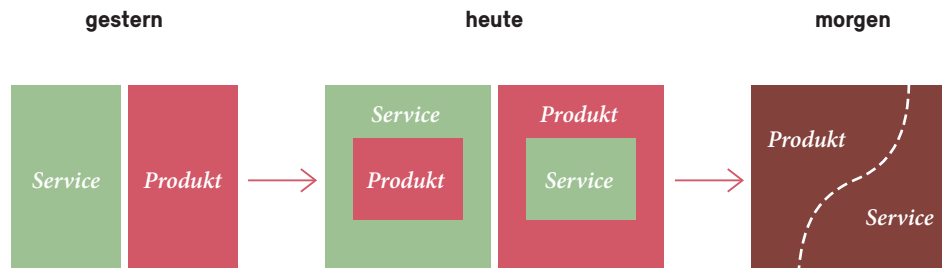 gestern
heute
morgen
Service
Produkt
Service
Produkt
Produkt
Service
Produkt
Service